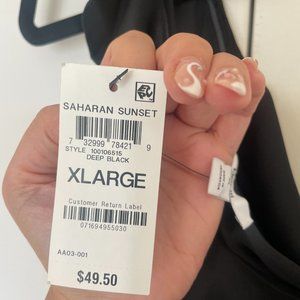 SAHARAN SUNSET
7 32999 78421 9
STYLE 100106515
DEEP BLACK
XLARGE
Customer Return Label
071694955030
AA03-001
$49.50